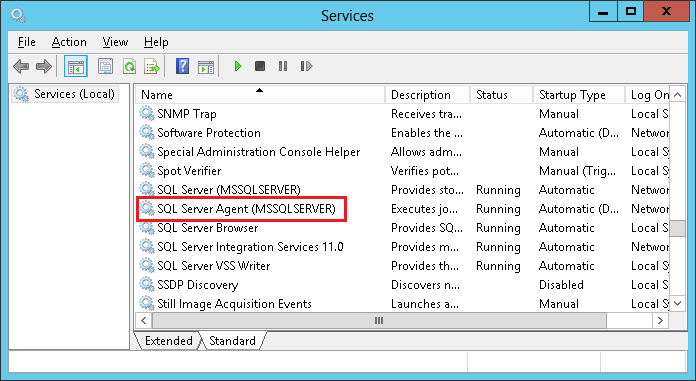 Services
File Action View Help
Services (Local)
Name Description Status Startup Type Log On
SNMP Trap Receives tra... Manual Local S
Software Protection Enables the ... Automatic (D... Networ
Special Administration Console Helper Allows adm... Manual Local S
Spot Verifier Verifies pot... Manual (Trig... Local S
SQL Server (MSSQLSERVER) Provides sto... Running Automatic Networ
SQL Server Agent (MSSQLSERVER) Executes jo... Running Automatic (D... Networ
SQL Server Browser Provides SQ... Running Automatic Local S
SQL Server Integration Services 11.0 Provides m... Running Automatic Networ
SQL Server VSS Writer Provides th... Running Automatic Local S
SSDP Discovery Discovers n... Disabled Local S
Still Image Acquisition Events Launches a... Manual Local S
Extended Standard